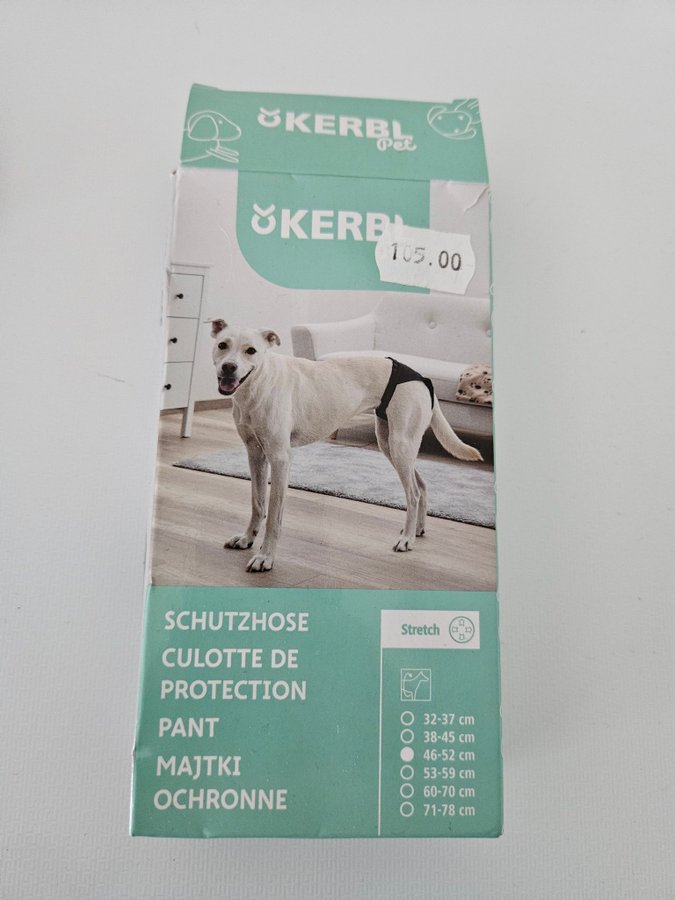 KERBL
Pet
KERBL
105.00
SCHUTZHOSE
CULOTTE DE
PROTECTION
PANT
MAJTKI
OCHRONNE
Stretch
32-37 cm
38-45 cm
46-52 cm
53-59 cm
60-70 cm
71-78 cm